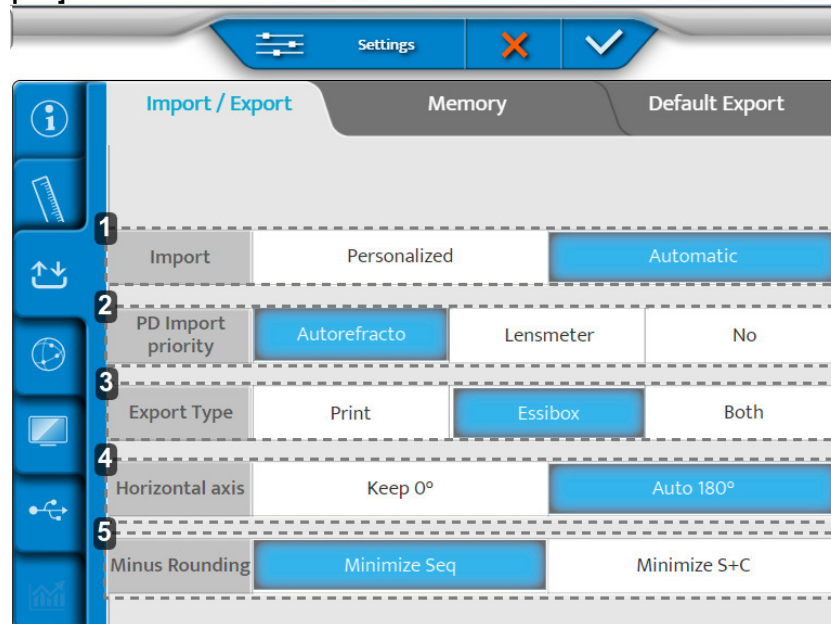 Settings
Import / Export Memory Default Export
1
Import Personalized Automatic
2
PD Import
priority
Autorefracto Lensmeter No
3
Export Type Print Essibox Both
4
Horizontal axis Keep 0° Auto 180°
5
Minus Rounding Minimize Seq Minimize S+C